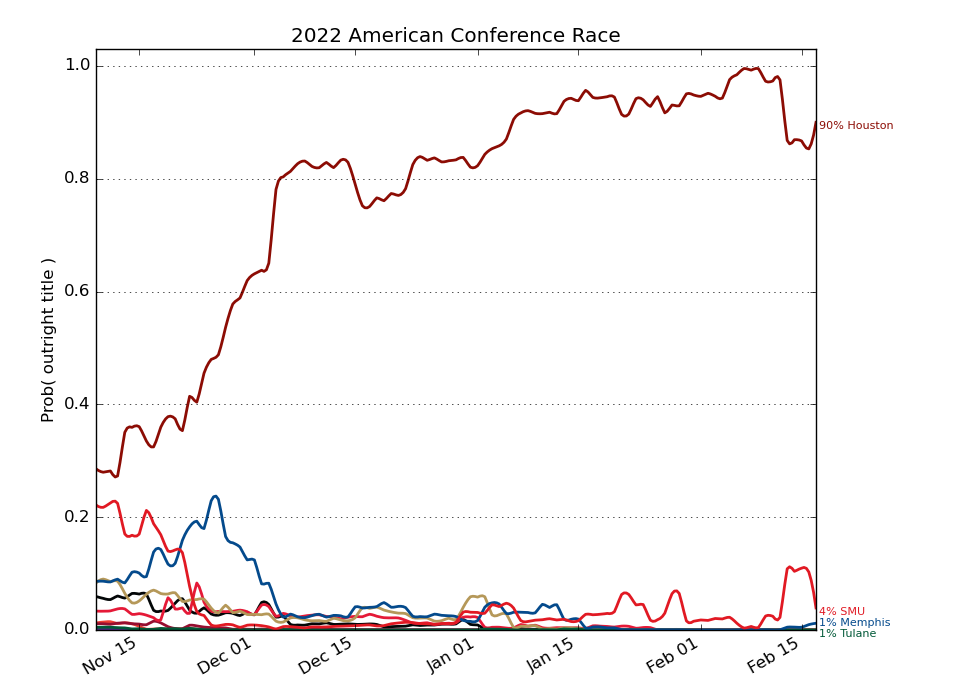 2022 American Conference Race
Prob( outright title )
1.0
0.8
0.6
0.4
0.2
0.0
90% Houston
4% SMU
1% Memphis
1% Tulane
Nov 15
Dec 01
Dec 15
Jan 01
Jan 15
Feb 01
Feb 15